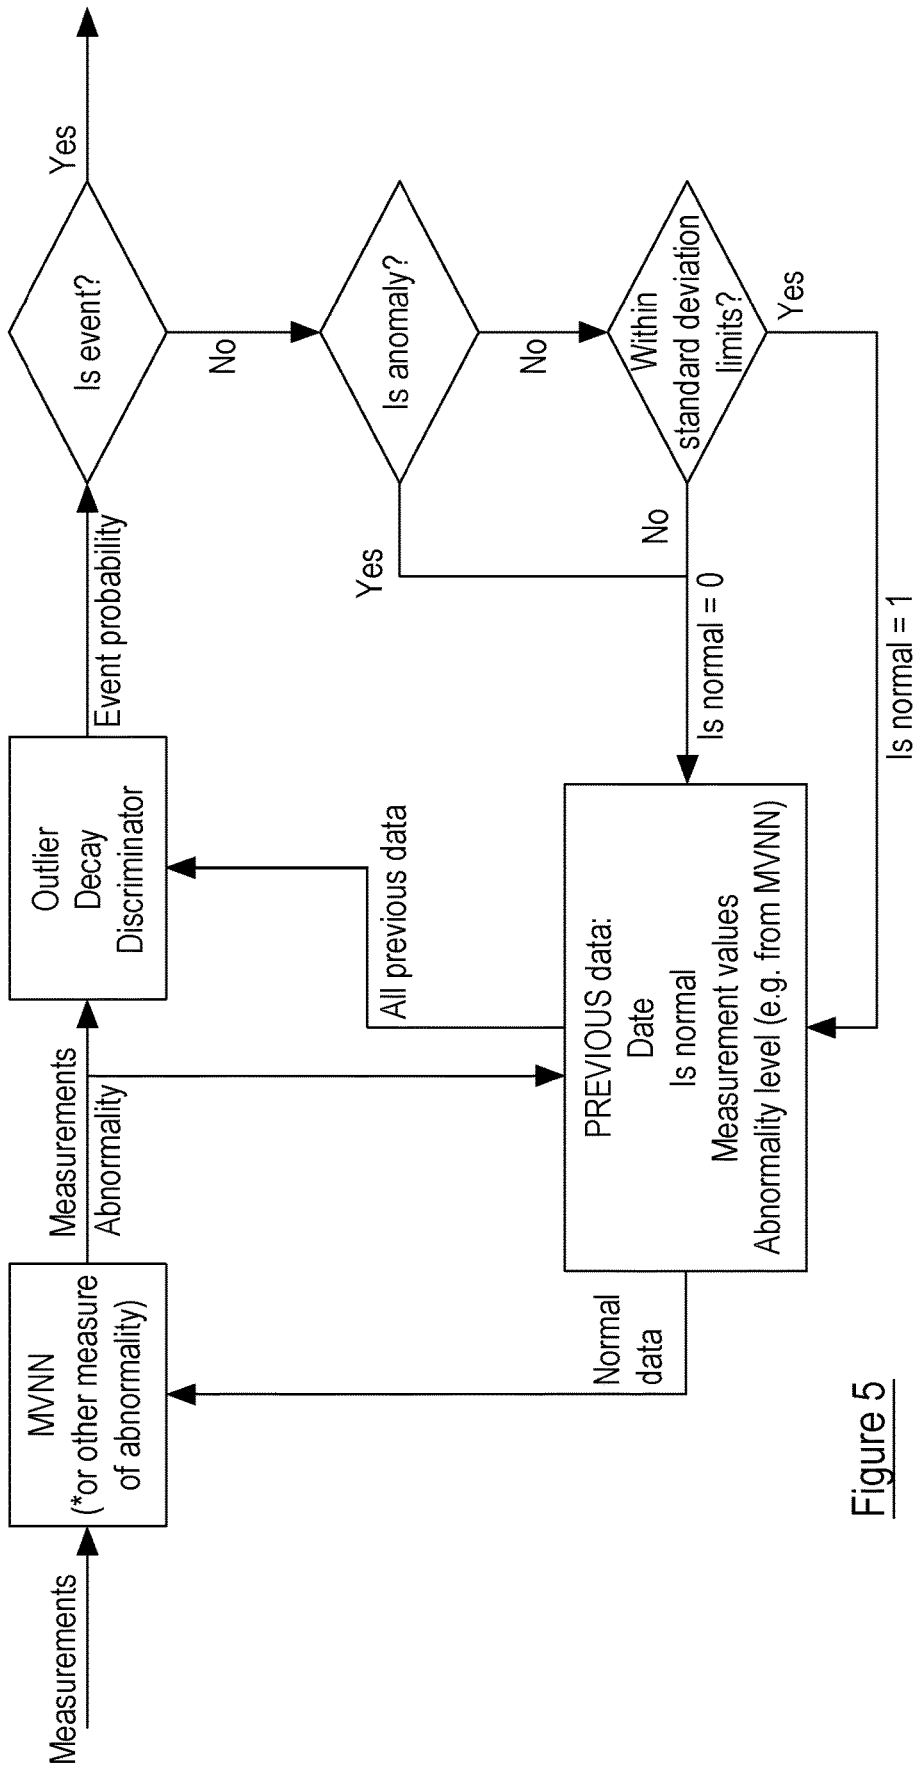 Measurements
MVNN
(*or other measure
of abnormality)
Measurements
Abnormality
Outlier
Decay
Discriminator
Event probability
Is event?
Yes
No
Is anomaly?
Yes
No
Within
standard deviation
limits?
No
Yes
Is normal = 0
Is normal = 1
All previous data
PREVIOUS data:
Date
Is normal
Measurement values
Abnormality level (e.g. from MVNN)
Normal
data
Figure 5